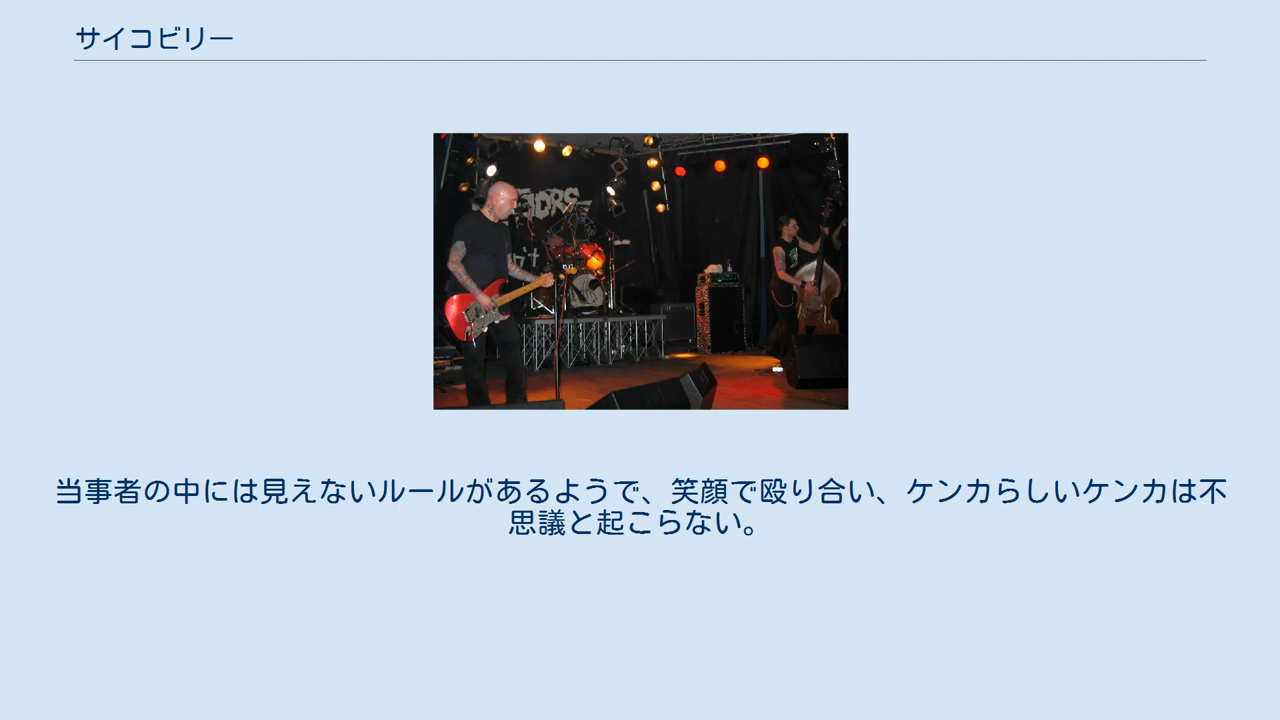 サイコビリー
当事者の中には見えないルールがあるようで、笑顔で殴り合い、ケンカらしいケンカは不
思議と起こらない。